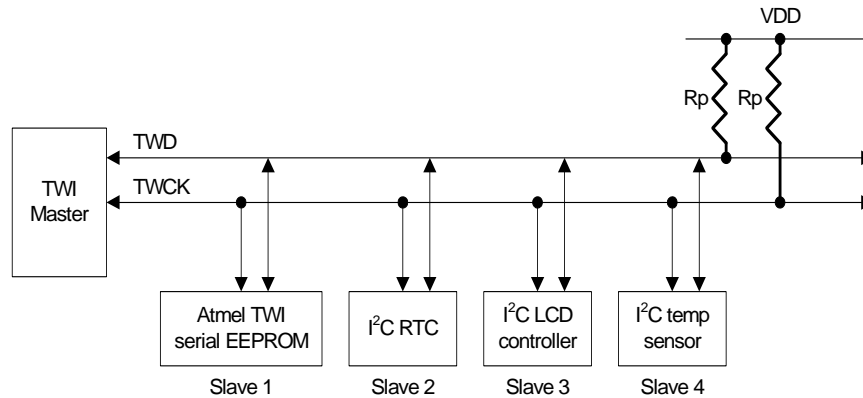 VDD
Rp Rp
TWD
TWI
Master
TWCK
Atmel TWI
serial EEPROM
I²C RTC
I²C LCD
controller
I²C temp
sensor
Slave 1
Slave 2
Slave 3
Slave 4